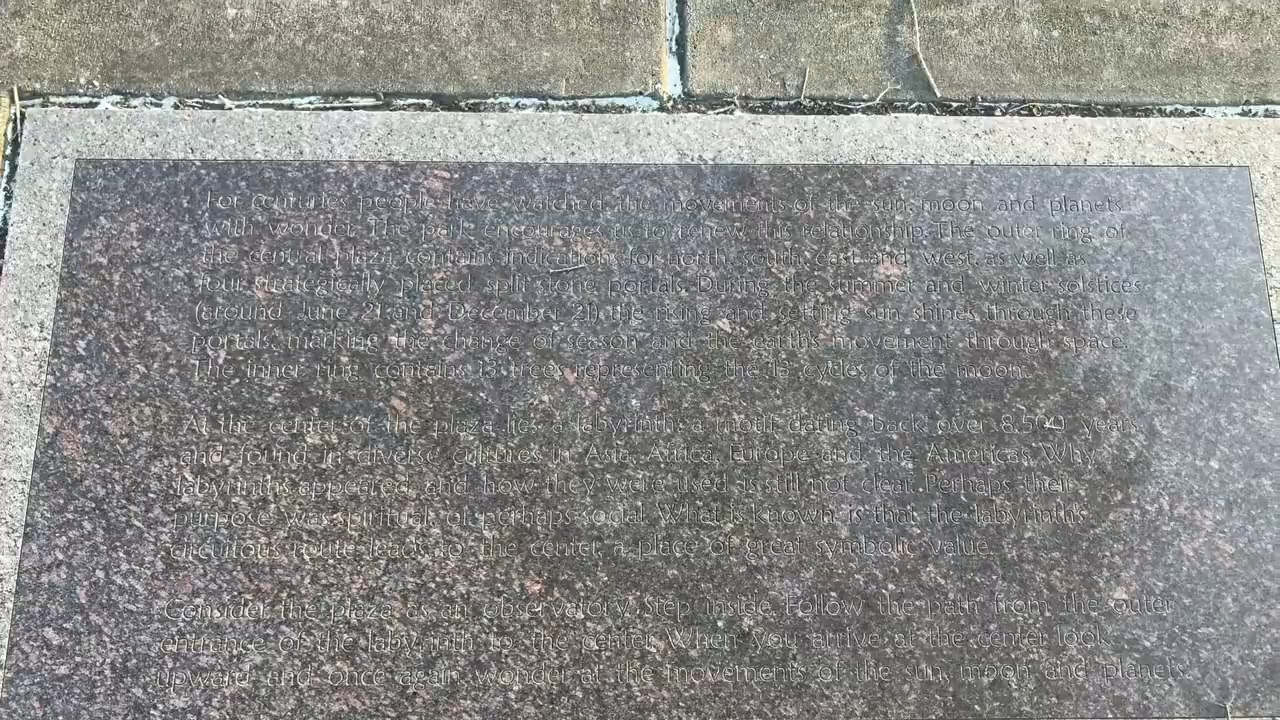 For centuries people have watched the movements of the sun, moon and planets
with wonder. The park encourages us to renew this relationship. The outer ring of
the central plaza contains indications for north, south, east and west, as well as
four strategically placed split stone portals. During the summer and winter solstices
(around June 21 and December 21), the rising and setting sun shines through these
portals, marking the change of season and the earth's movement through space.
The inner ring contains 13 trees representing the 13 cycles of the moon.
At the center of the plaza lies a labyrinth: a motif dating back over 8,500 years
and found in diverse cultures in Asia, Africa, Europe and the Americas. Why
labyrinths appeared and how they were used is still not clear. Perhaps their
purpose was spiritual or perhaps social. What is known is that the labyrinth's
circuitous route leads to the center, a place of great symbolic value.
Consider the plaza as an observatory. Step inside. Follow the path from the outer
entrance of the labyrinth to the center. When you arrive at the center look
upward and once again wonder at the movements of the sun, moon and planets.